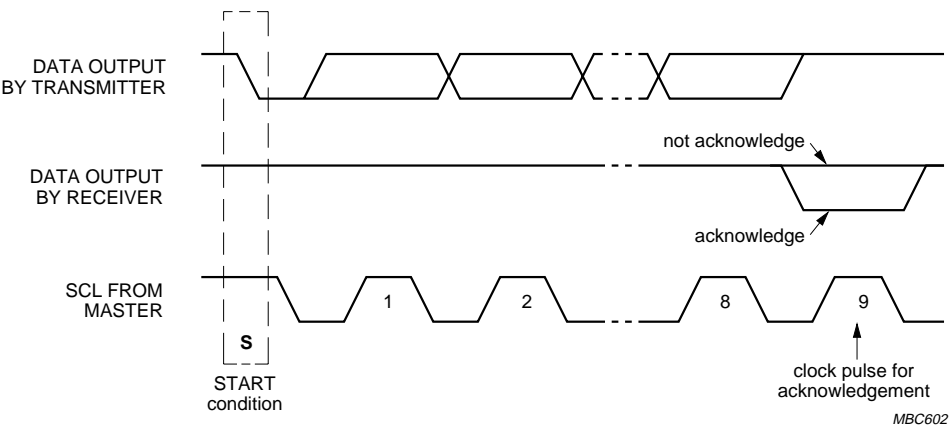 DATA OUTPUT
BY TRANSMITTER
not acknowledge
DATA OUTPUT
BY RECEIVER
acknowledge
SCL FROM
MASTER
1
2
8
9
S
START
condition
clock pulse for
acknowledgement
MBC602